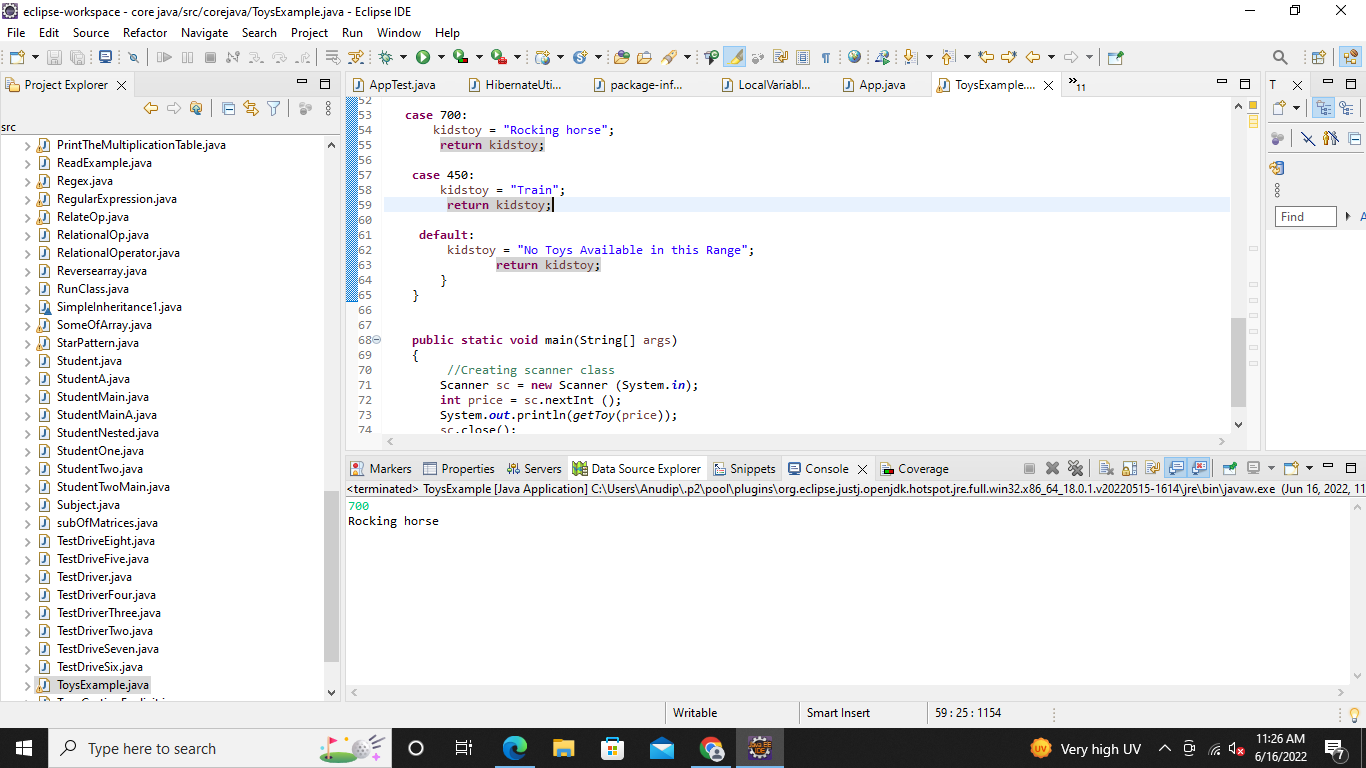 eclipse-workspace - core java/src/corejava/ToysExample.java - Eclipse IDE
File Edit Source Refactor Navigate Search Project Run Window Help
Project Explorer
src
PrintTheMultiplicationTable.java
ReadExample.java
Regex.java
RegularExpression.java
RelateOp.java
RelationalOp.java
RelationalOperator.java
Reversearray.java
RunClass.java
SimpleInheritance1.java
SomeOfArray.java
StarPattern.java
Student.java
StudentA.java
StudentMain.java
StudentMainA.java
StudentNested.java
StudentOne.java
StudentTwo.java
StudentTwoMain.java
Subject.java
subOfMatrices.java
TestDriveEight.java
TestDriveFive.java
TestDriver.java
TestDriverFour.java
TestDriverThree.java
TestDriverTwo.java
TestDriveSeven.java
TestDriveSix.java
ToysExample.java
AppTest.java HibernateUti... package-inf... LocalVariabl... App.java ToysExample.... »11
52
53 case 700:
54 kidstoy = "Rocking horse";
55 return kidstoy;
56
57 case 450:
58 kidstoy = "Train";
59 return kidstoy;
60
61 default:
62 kidstoy = "No Toys Available in this Range";
63 return kidstoy;
64 }
65 }
66
67
68 public static void main(String[] args)
69 {
70 //Creating scanner class
71 Scanner sc = new Scanner (System.in);
72 int price = sc.nextInt ();
73 System.out.println(getToy(price));
74 sc.close();
T
Find A
Markers Properties Servers Data Source Explorer Snippets Console Coverage
<terminated> ToysExample [Java Application] C:\Users\Anudip\.p2\pool\plugins\org.eclipse.justj.openjdk.hotspot.jre.full.win32.x86_64_18.0.1.v20220515-1614\jre\bin\javaw.exe (Jun 16, 2022, 11
700
Rocking horse
Writable Smart Insert 59 : 25 : 1154
Type here to search
Java EE
IDE
UV Very high UV
11:26 AM
6/16/2022
7